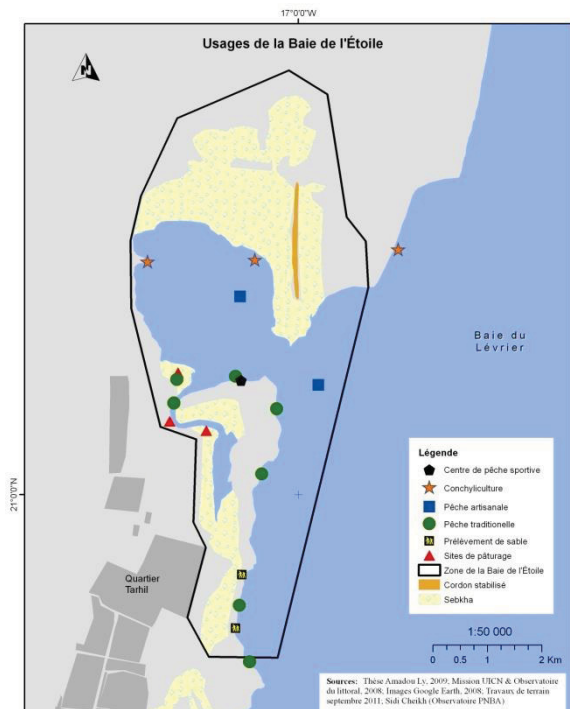 17°0'0"W
Usages de la Baie de l'Étoile
N
Baie du
Lévrier
21°0'0"N
Quartier
Tarhil
Légende
Centre de pêche sportive
Conchyliculture
Pêche artisanale
Pêche traditionelle
Prélèvement de sable
Sites de pâturage
Zone de la Baie de l'Étoile
Cordon stabilisé
Sebkha
1:50 000
0 0.5 1 2 Km
Sources: Thèse Amadou Ly, 2009; Mission UICN & Observatoire
du littoral, 2008; Images Google Earth, 2008; Travaux de terrain
septembre 2011; Sidi Cheikh (Observatoire PNBA)